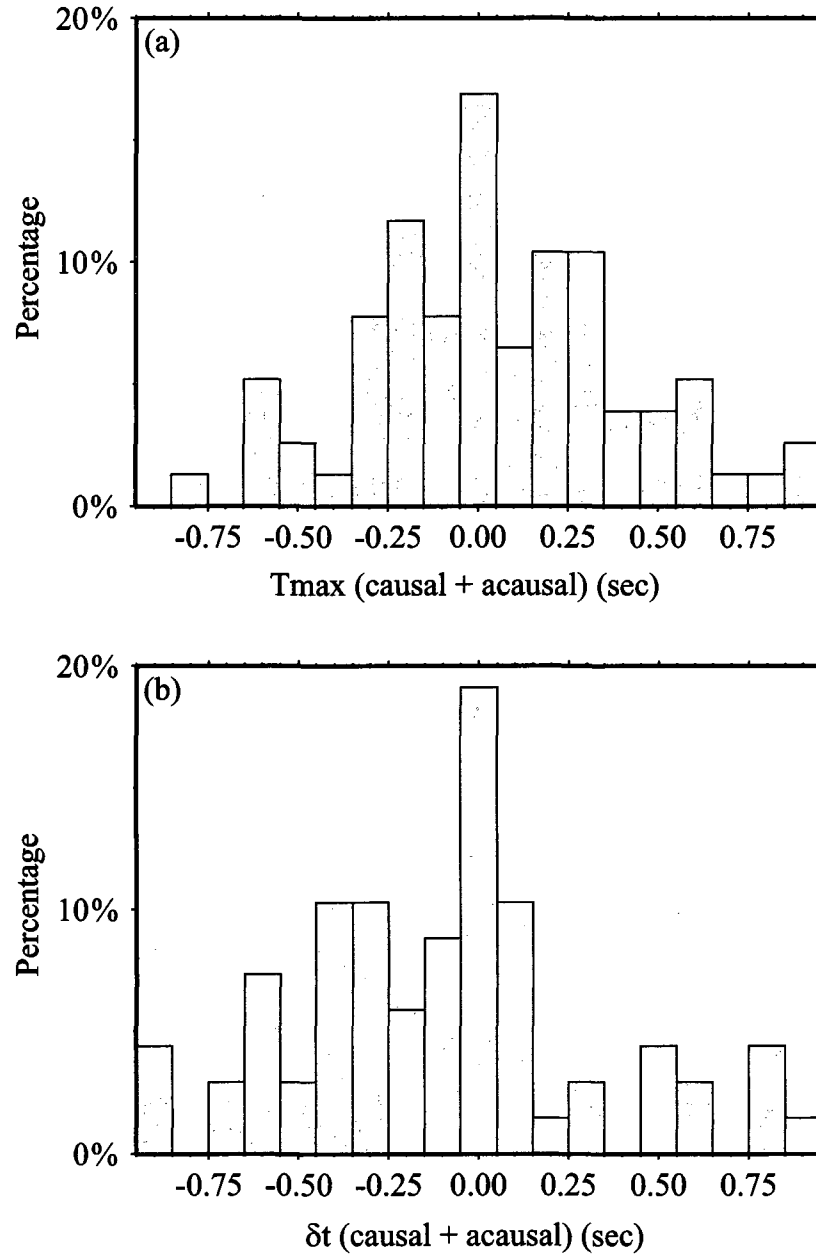 20%
(a)
10%
0%
Percentage
-0.75 -0.50 -0.25 0.00 0.25 0.50 0.75
Tmax (causal + acausal) (sec)
20%
(b)
10%
0%
Percentage
-0.75 -0.50 -0.25 0.00 0.25 0.50 0.75
δt (causal + acausal) (sec)